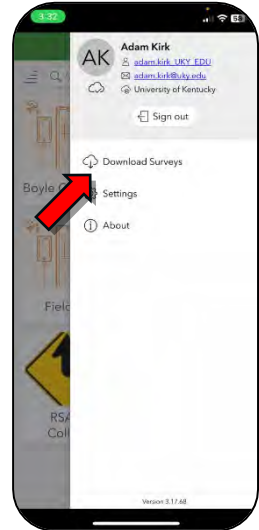 3:32
AK
Adam Kirk
adam.kirk_UKY_EDU
adam.kirk@uky.edu
University of Kentucky
Sign out
Download Surveys
Boyle
Settings
About
Field
RSA
Coll
Version 3.17.68